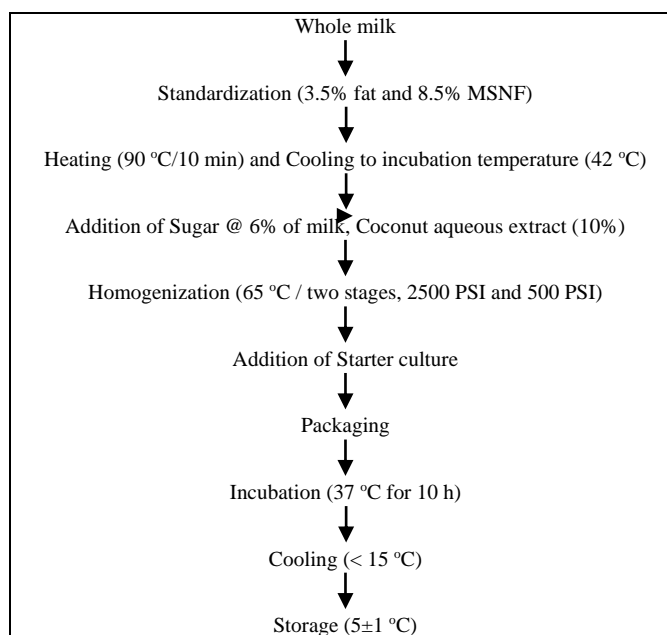 Whole milk
Standardization (3.5% fat and 8.5% MSNF)
Heating (90 ºC/10 min) and Cooling to incubation temperature (42 ºC)
Addition of Sugar @ 6% of milk, Coconut aqueous extract (10%)
Homogenization (65 ºC / two stages, 2500 PSI and 500 PSI)
Addition of Starter culture
Packaging
Incubation (37 ºC for 10 h)
Cooling (< 15 ºC)
Storage (5±1 ºC)